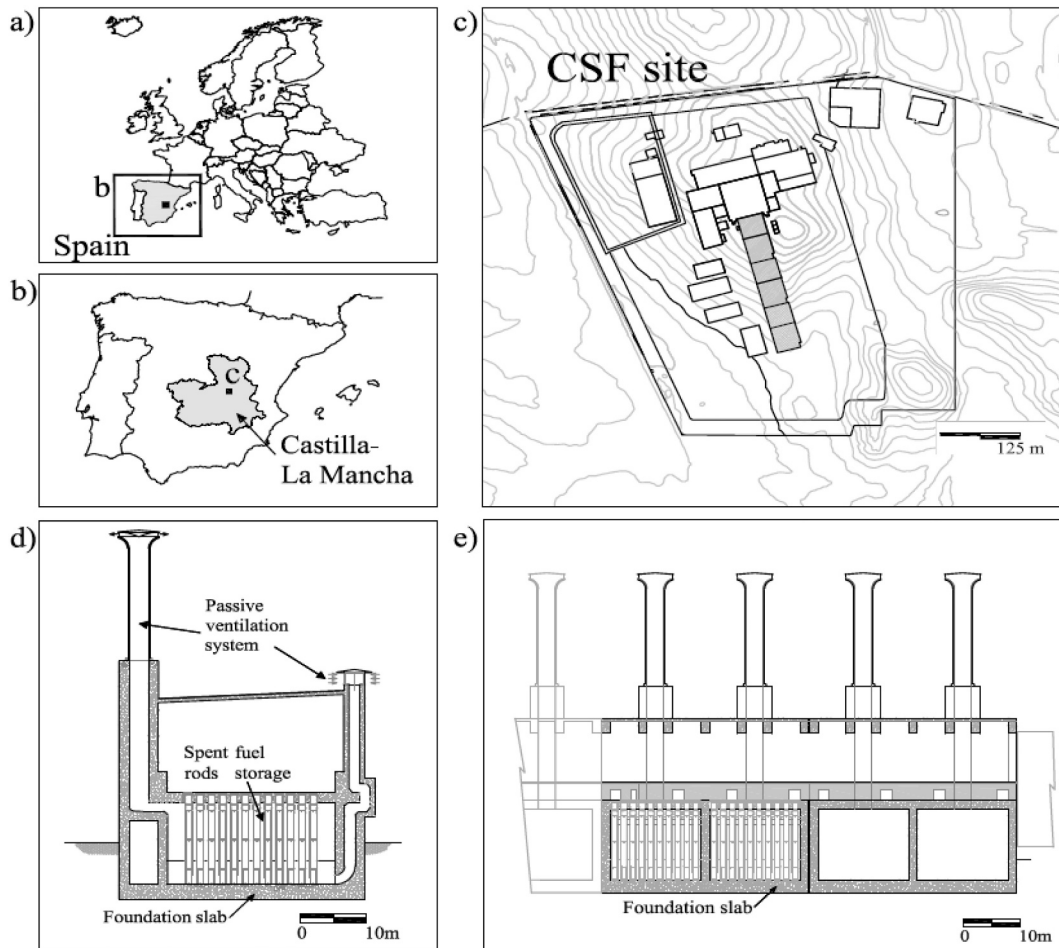 a)
b
Spain
b)
c
Castilla-
La Mancha
c)
CSF site
125 m
d)
Passive
ventilation
system
Spent fuel
rods storage
Foundation slab
0 10m
e)
Foundation slab
0 10m